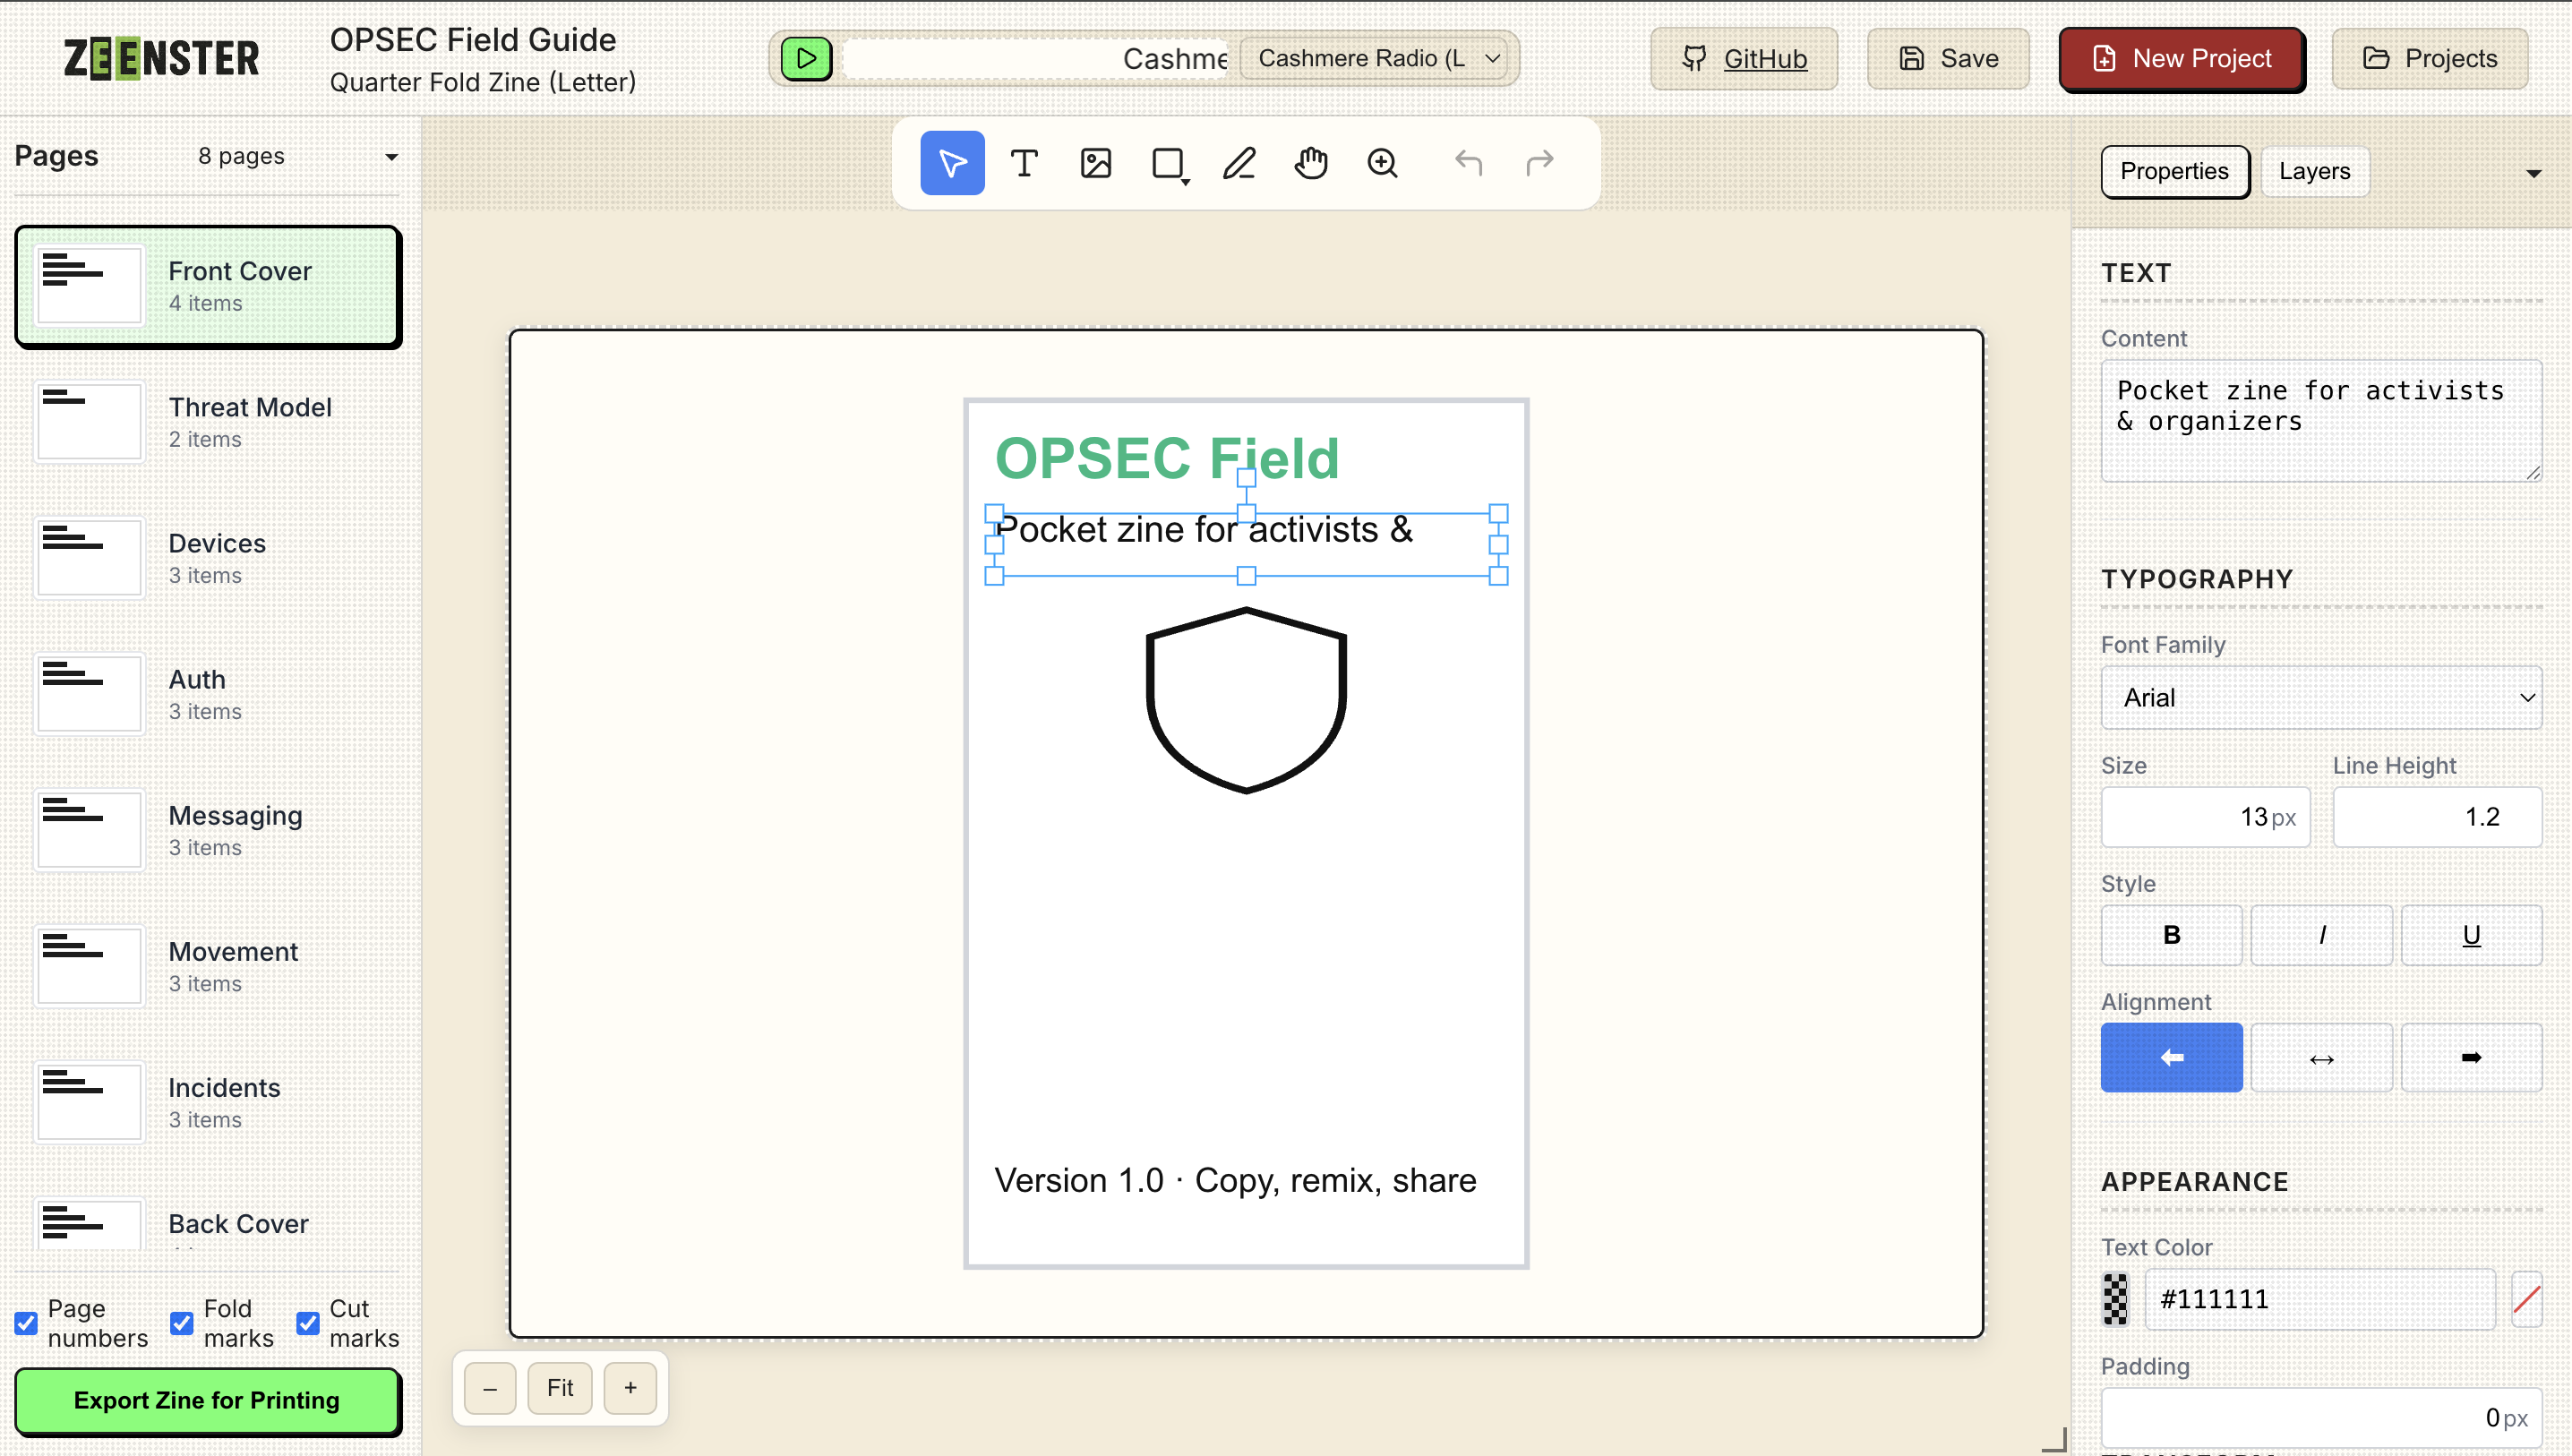 ZEENSTER
OPSEC Field Guide
Quarter Fold Zine (Letter)
Cashme
Cashmere Radio (L
GitHub
Save
New Project
Projects
Pages
8 pages
Front Cover
4 items
Threat Model
2 items
Devices
3 items
Auth
3 items
Messaging
3 items
Movement
3 items
Incidents
3 items
Back Cover
Page
numbers
Fold
marks
Cut
marks
Export Zine for Printing
T
OPSEC Field
Pocket zine for activists &
Version 1.0 · Copy, remix, share
–
Fit
+
Properties
Layers
TEXT
Content
Pocket zine for activists
& organizers
TYPOGRAPHY
Font Family
Arial
Size
Line Height
13 px
1.2
Style
B
I
U
Alignment
APPEARANCE
Text Color
#111111
Padding
0 px